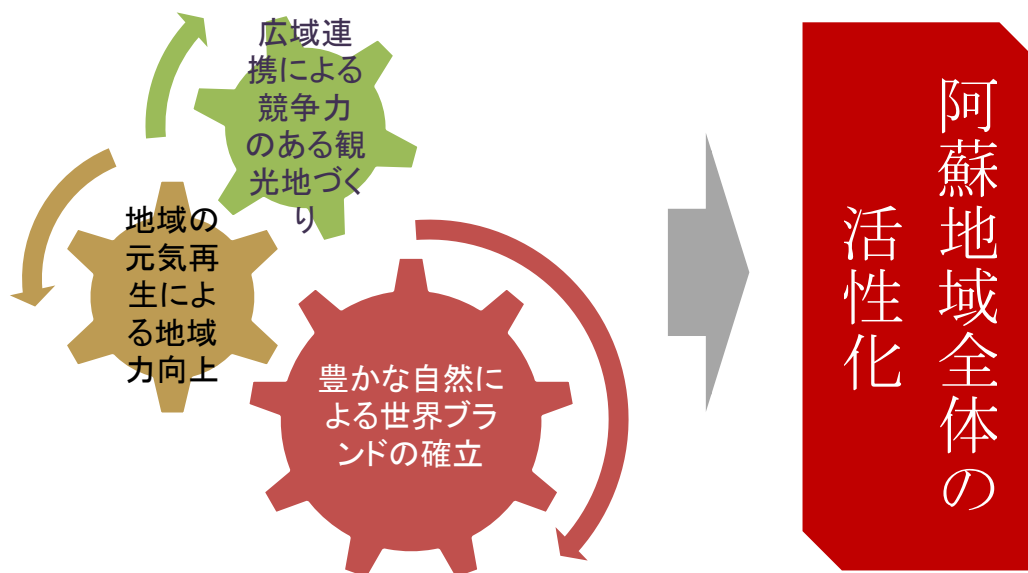 広域連
携による
競争力
のある観
光地づく
り
地域の
元気再
生によ
る地域
力向上
豊かな自然に
よる世界ブラ
ンドの確立
阿蘇地域全体の
活性化